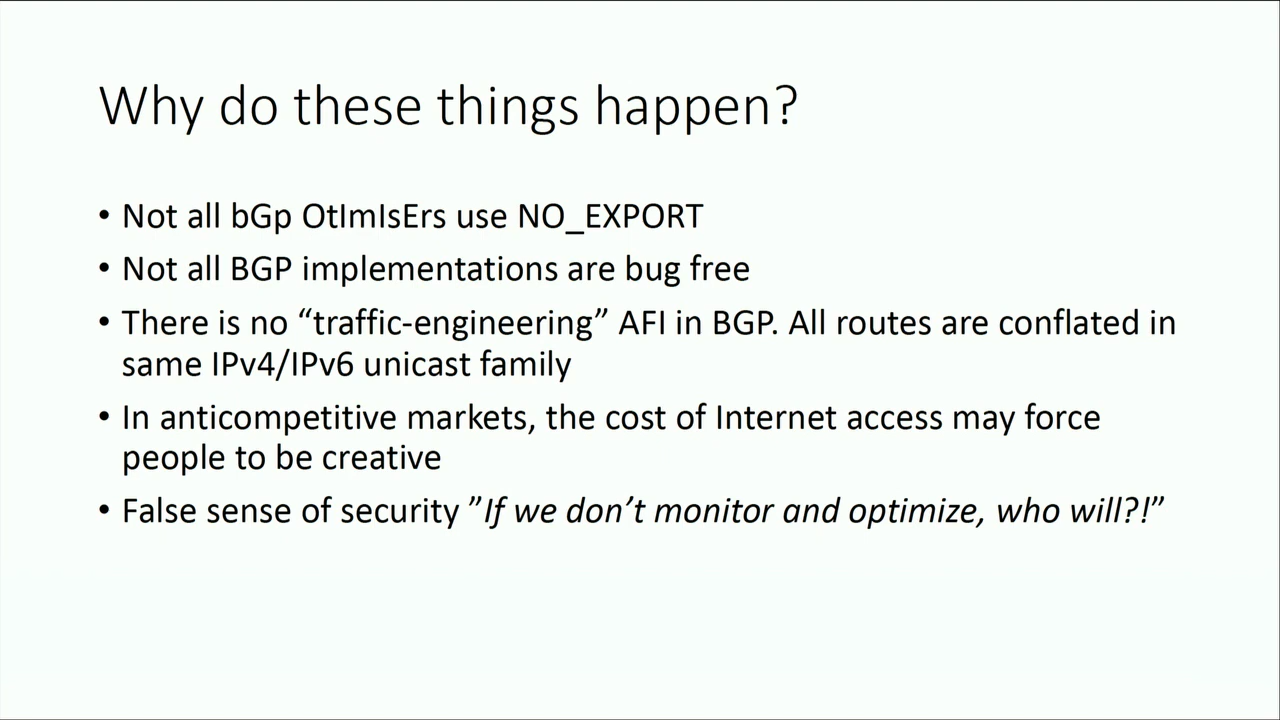 Why do these things happen?
• Not all bGp OtImIsErs use NO_EXPORT
• Not all BGP implementations are bug free
• There is no “traffic-engineering” AFI in BGP. All routes are conflated in
same IPv4/IPv6 unicast family
• In anticompetitive markets, the cost of Internet access may force
people to be creative
• False sense of security ”If we don’t monitor and optimize, who will?!”